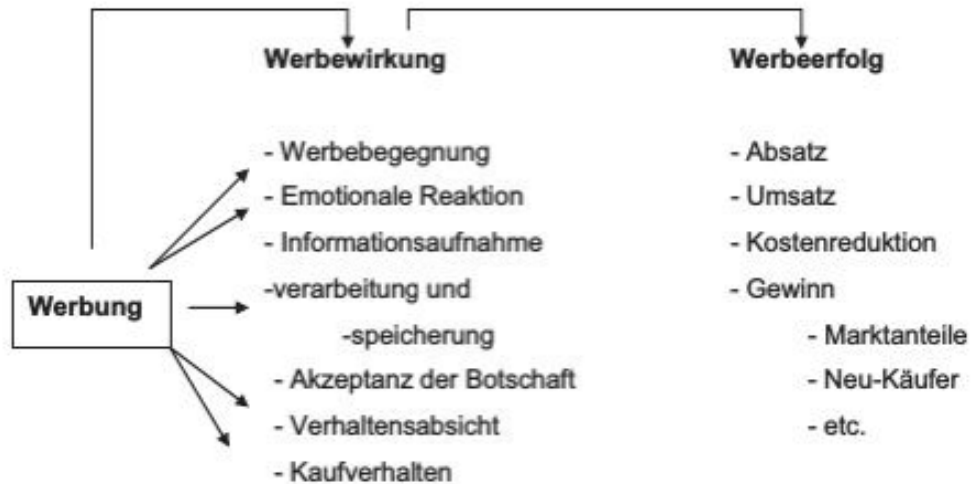 Werbewirkung
Werbeerfolg
- Werbebegegnung
- Absatz
- Emotionale Reaktion
- Umsatz
- Informationsaufnahme
- Kostenreduktion
-verarbeitung und
- Gewinn
Werbung
-speicherung
- Marktanteile
- Akzeptanz der Botschaft
- Neu-Käufer
- Verhaltensabsicht
- etc.
- Kaufverhalten